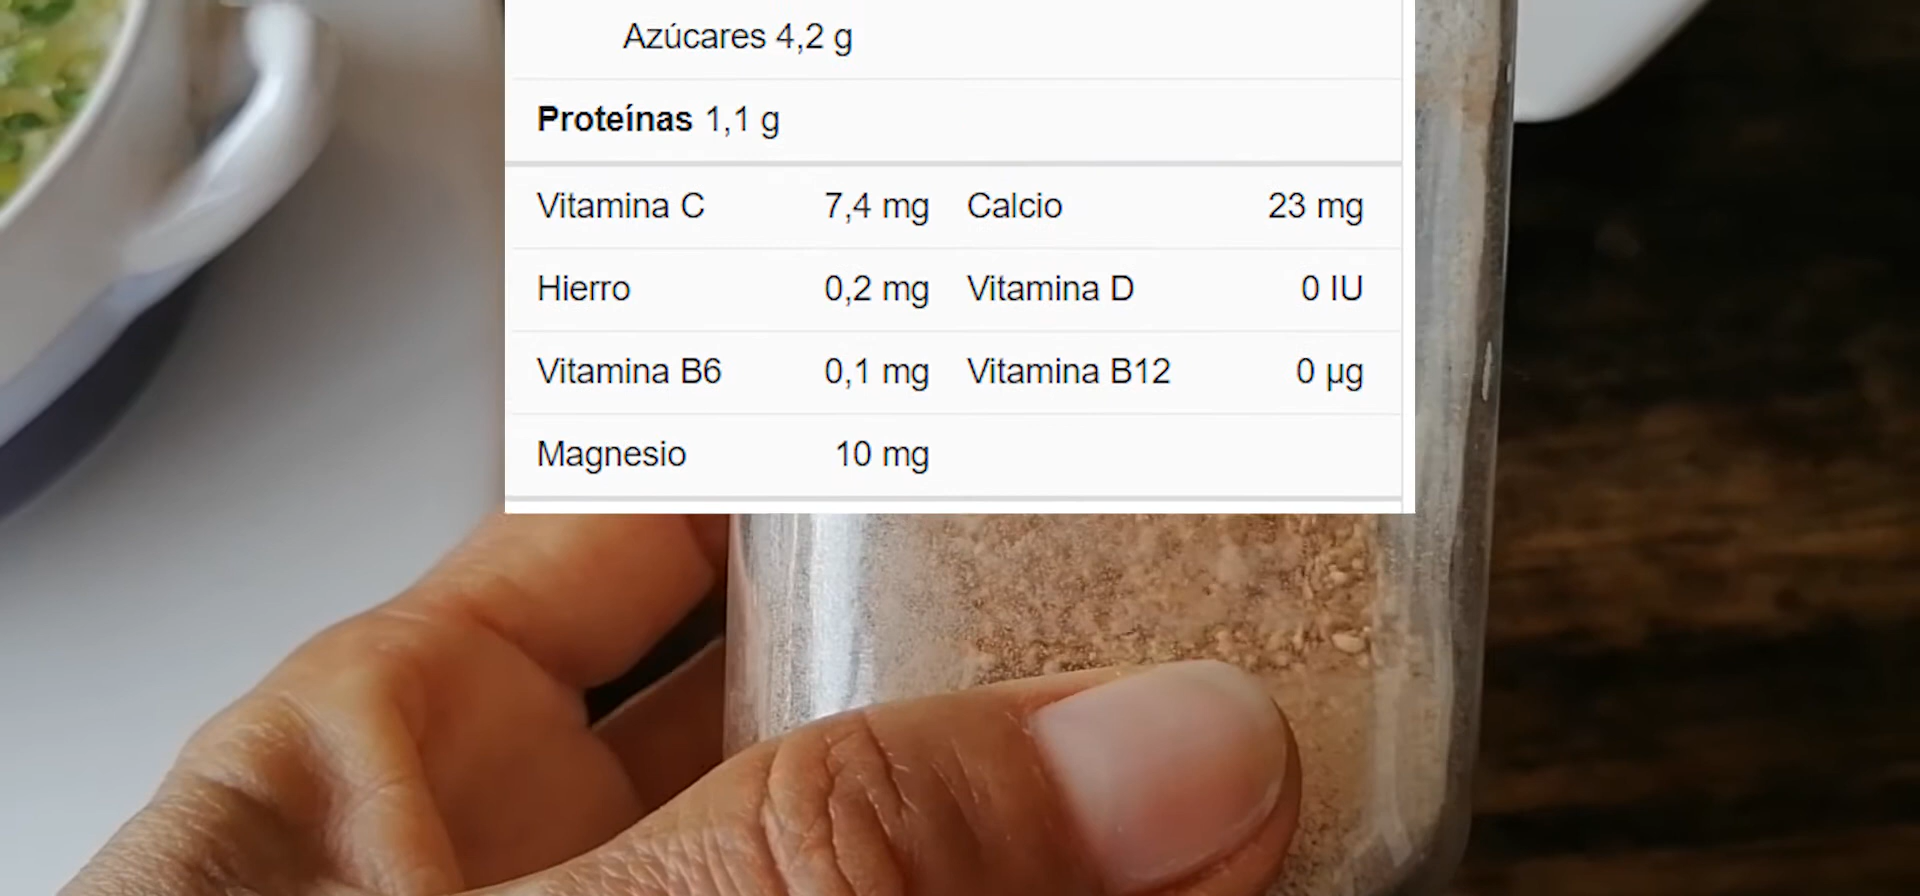 Azúcares 4,2 g
Proteínas 1,1 g
Vitamina C 7,4 mg Calcio 23 mg
Hierro 0,2 mg Vitamina D 0 IU
Vitamina B6 0,1 mg Vitamina B12 0 µg
Magnesio 10 mg